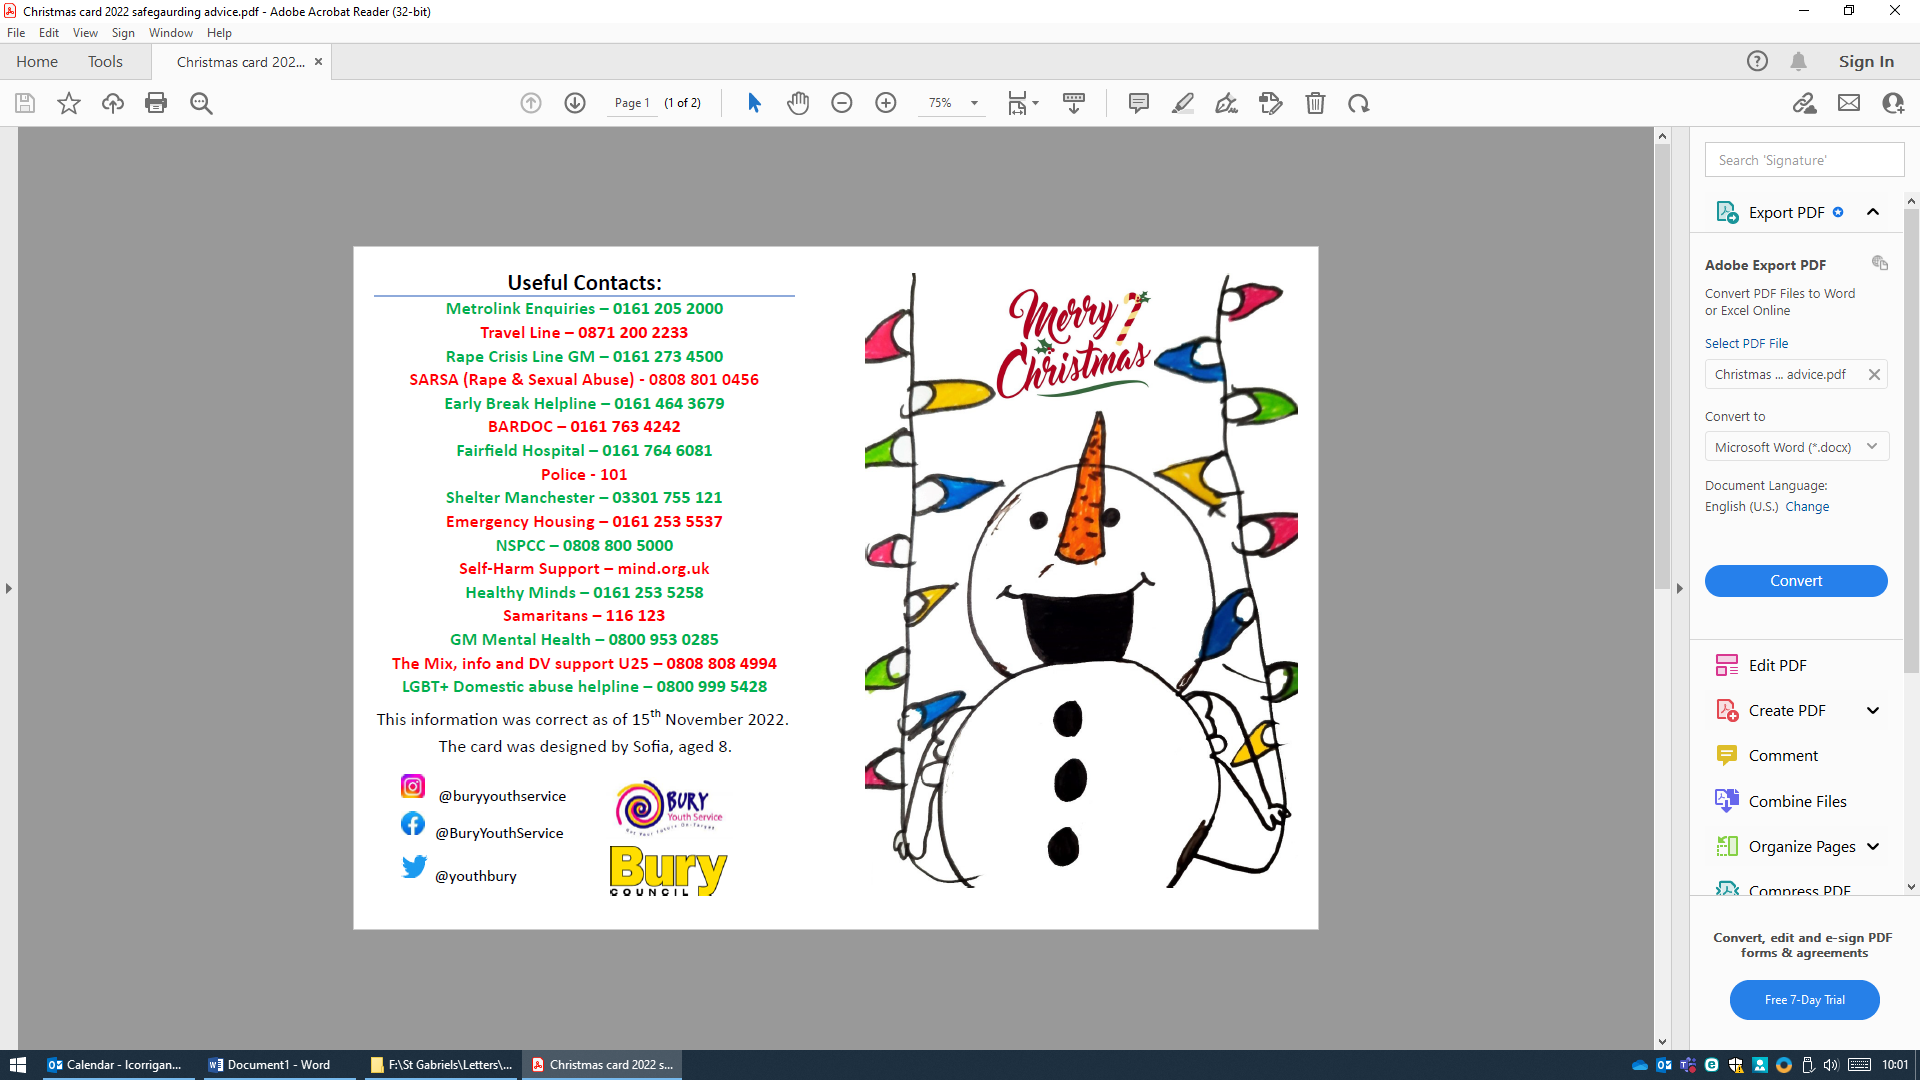 Christmas card 2022 safegaurding advice.pdf - Adobe Acrobat Reader (32-bit)
File Edit View Sign Window Help
Home Tools Christmas card 202... Sign In
Page 1 (1 of 2) 75%
Search 'Signature'
Export PDF
Adobe Export PDF
Convert PDF Files to Word
or Excel Online
Select PDF File
Christmas ... advice.pdf
Convert to
Microsoft Word (*.docx)
Document Language:
English (U.S.) Change
Convert
Edit PDF
Create PDF
Comment
Combine Files
Organize Pages
Compress PDF
Convert, edit and e-sign PDF
forms & agreements
Free 7-Day Trial
Useful Contacts:
Metrolink Enquiries – 0161 205 2000
Travel Line – 0871 200 2233
Rape Crisis Line GM – 0161 273 4500
SARSA (Rape & Sexual Abuse) - 0808 801 0456
Early Break Helpline – 0161 464 3679
BARDOC – 0161 763 4242
Fairfield Hospital – 0161 764 6081
Police - 101
Shelter Manchester – 03301 755 121
Emergency Housing – 0161 253 5537
NSPCC – 0808 800 5000
Self-Harm Support – mind.org.uk
Healthy Minds – 0161 253 5258
Samaritans – 116 123
GM Mental Health – 0800 953 0285
The Mix, info and DV support U25 – 0808 808 4994
LGBT+ Domestic abuse helpline – 0800 999 5428
This information was correct as of 15th November 2022.
The card was designed by Sofia, aged 8.
@buryyouthservice
@BuryYouthService
@youthbury
BURY
Youth Service
Put Your Future On-Target
Bury
COUNCIL
Merry
Christmas
Calendar - lcorrigan... Document1 - Word F:\St Gabriels\Letters\... Christmas card 2022 s... 10:01